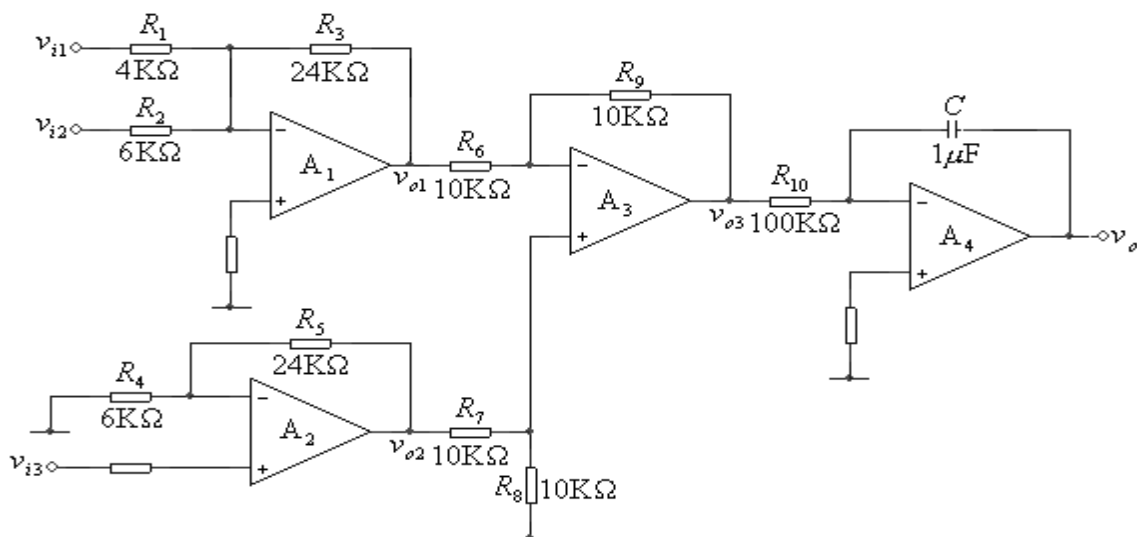 R1
R3
vi1
4KΩ
24KΩ
R2
vi2
6KΩ
−
A1
+
vo1
R6
10KΩ
R9
10KΩ
−
A3
+
vo3
R10
100KΩ
C
1μF
−
A4
+
vo
R5
24KΩ
R4
6KΩ
−
A2
+
vi3
vo2
R7
10KΩ
R8
10KΩ